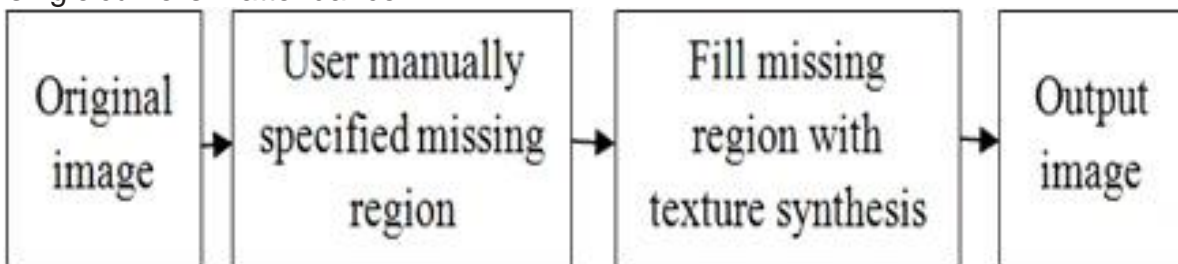 Original
image
User manually
specified missing
region
Fill missing
region with
texture synthesis
Output
image